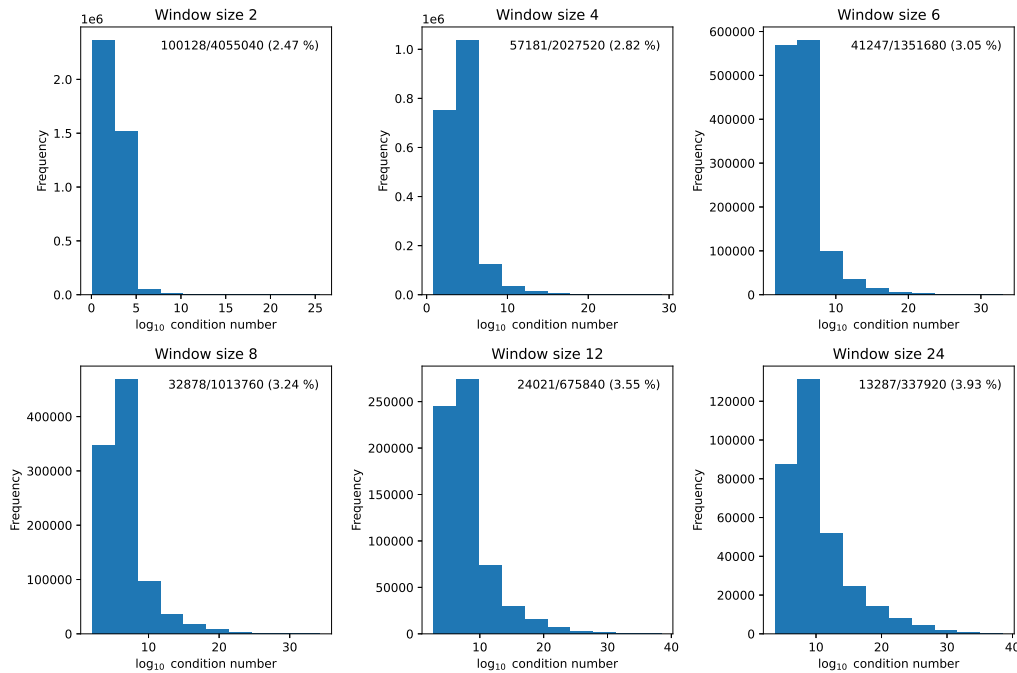 Window size 2
1e6
100128/4055040 (2.47 %)
Frequency
2.0
1.5
1.0
0.5
0.0
0 5 10 15 20 25
log₁₀ condition number
Window size 4
1e6
57181/2027520 (2.82 %)
Frequency
1.0
0.8
0.6
0.4
0.2
0.0
0 10 20 30
log₁₀ condition number
Window size 6
41247/1351680 (3.05 %)
Frequency
600000
500000
400000
300000
200000
100000
0
10 20 30
log₁₀ condition number
Window size 8
32878/1013760 (3.24 %)
Frequency
400000
300000
200000
100000
0
10 20 30
log₁₀ condition number
Window size 12
24021/675840 (3.55 %)
Frequency
250000
200000
150000
100000
50000
0
10 20 30 40
log₁₀ condition number
Window size 24
13287/337920 (3.93 %)
Frequency
120000
100000
80000
60000
40000
20000
0
10 20 30 40
log₁₀ condition number